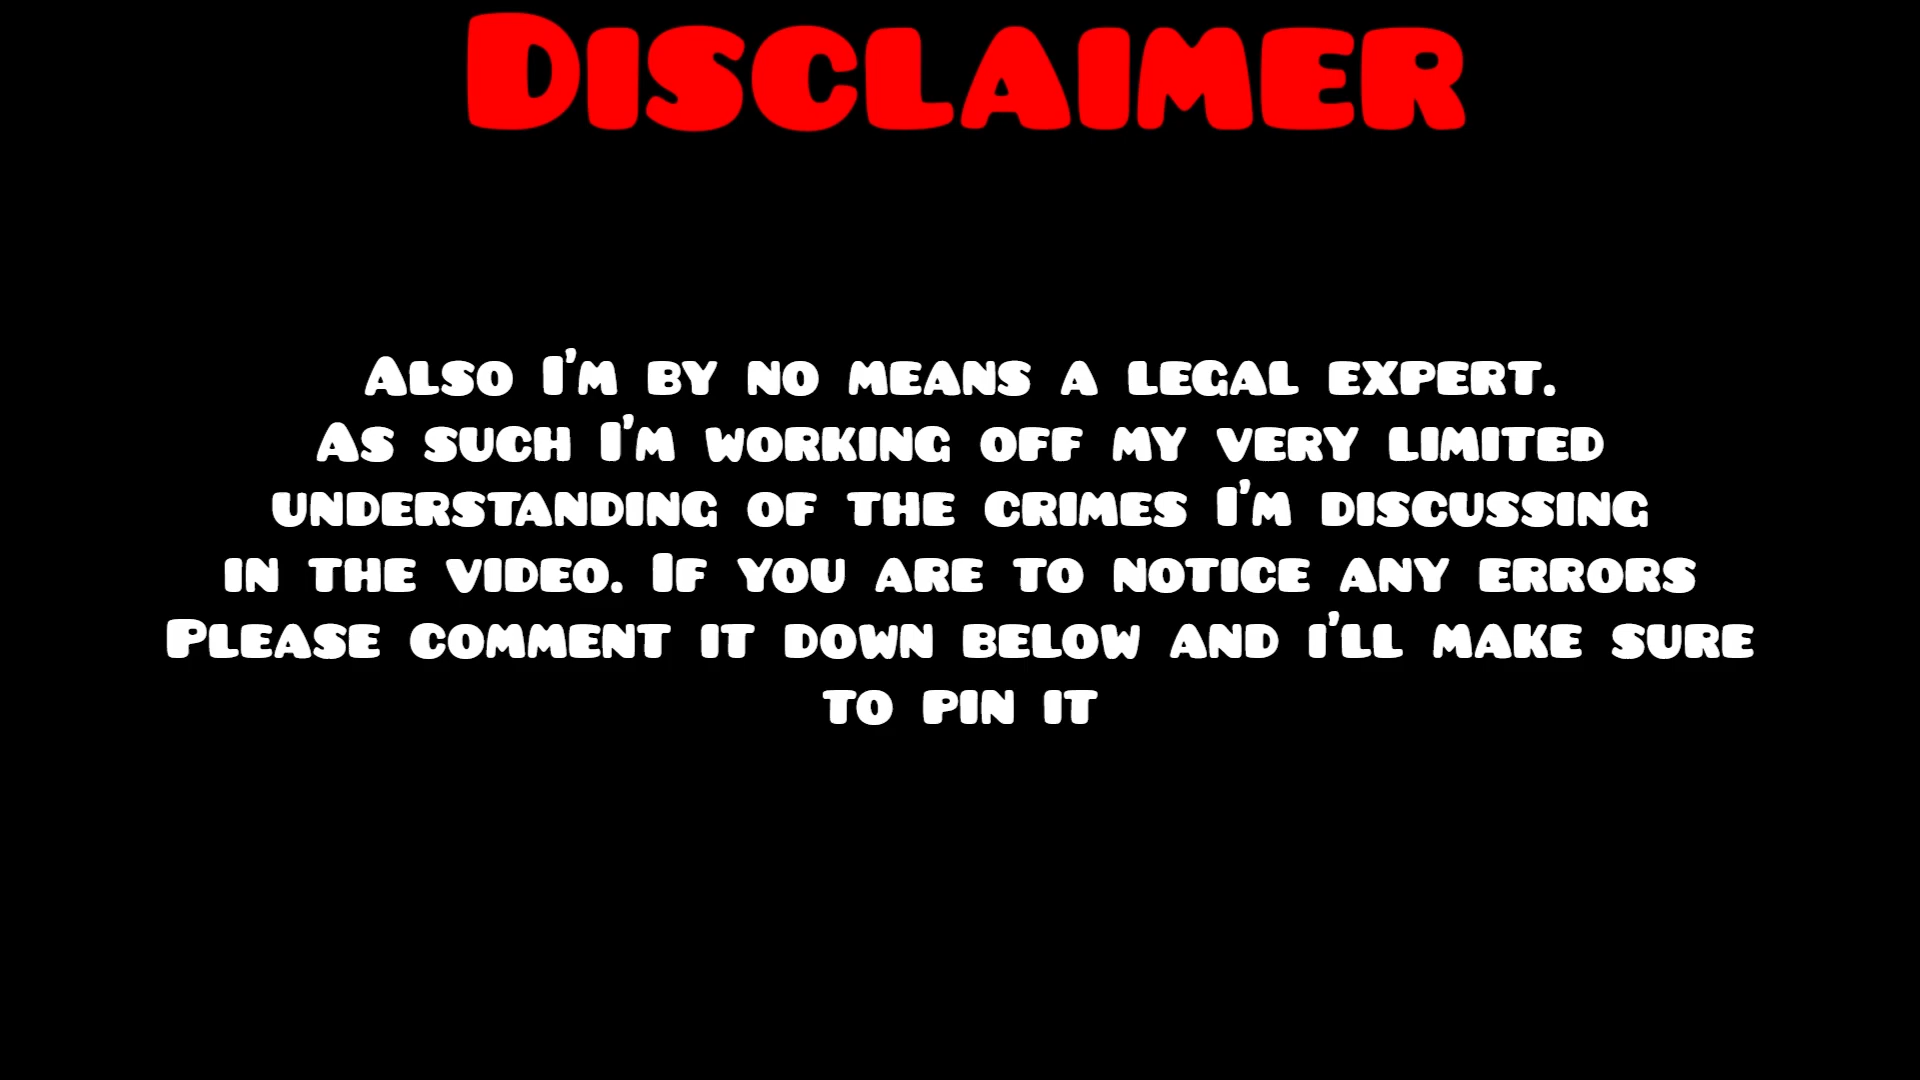 Disclaimer
Also I'm by no means a legal expert.
As such I'm working off my very limited
understanding of the crimes I'm discussing
in the video. If you are to notice any errors
Please comment it down below and i'll make sure
to pin it